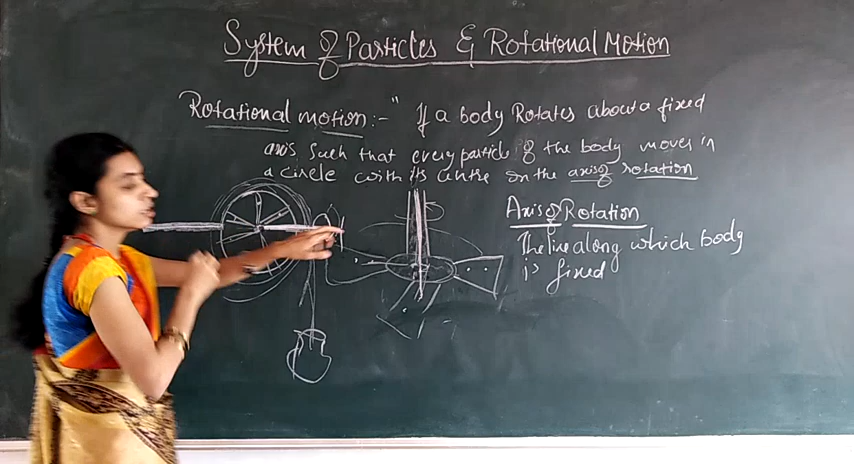 System of Particles & Rotational Motion
Rotational motion:- " If a body Rotates about a fixed
axis such that every particle of the body moves in
a circle with its centre on the axis of rotation
Axis of Rotation
The line along which body
is fixed